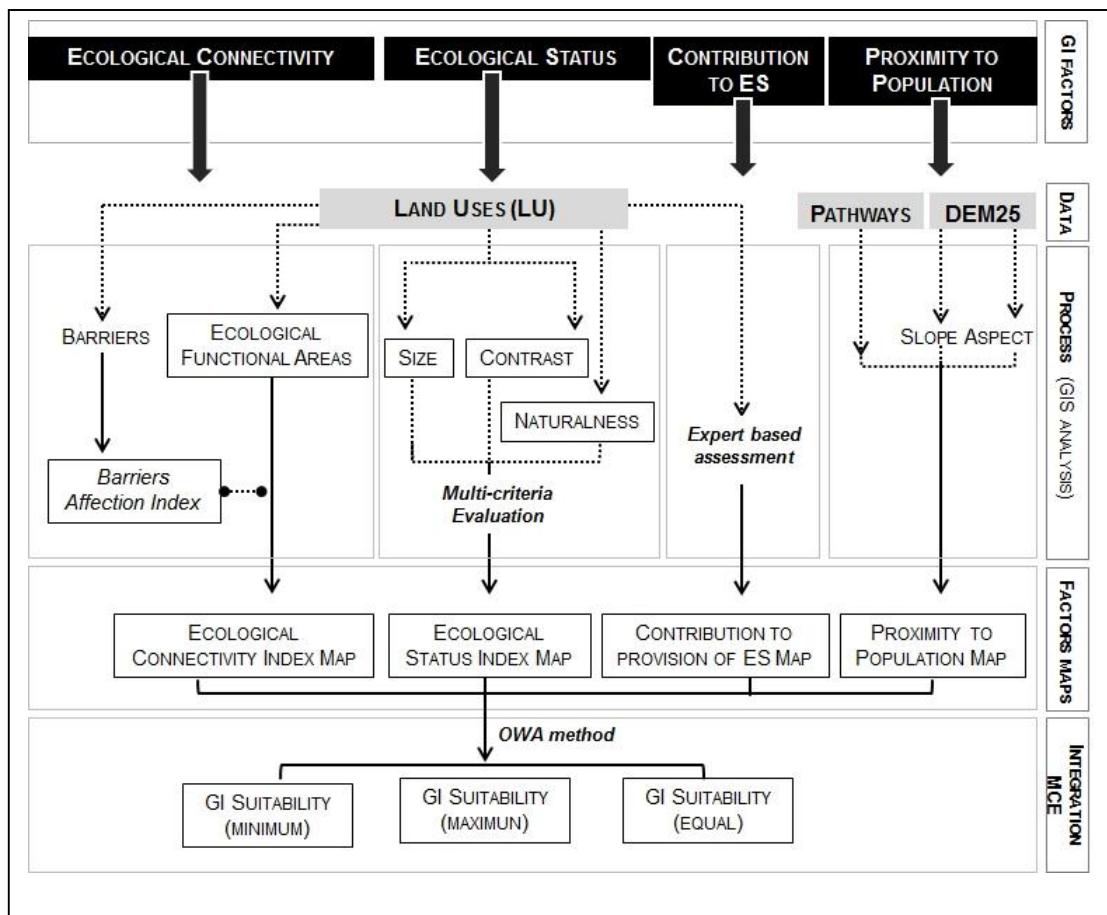 ECOLOGICAL CONNECTIVITY
ECOLOGICAL STATUS
CONTRIBUTION
TO ES
PROXIMITY TO
POPULATION
GI FACTORS
LAND USES (LU)
PATHWAYS
DEM25
DATA
BARRIERS
ECOLOGICAL
FUNCTIONAL AREAS
SIZE
CONTRAST
NATURALNESS
SLOPE ASPECT
Barriers
Affection Index
Multi-criteria
Evaluation
Expert based
assessment
PROCESS (GIS ANALYSIS)
ECOLOGICAL
CONNECTIVITY INDEX MAP
ECOLOGICAL
STATUS INDEX MAP
CONTRIBUTION TO
PROVISION OF ES MAP
PROXIMITY TO
POPULATION MAP
FACTORS MAPS
OWA method
GI SUITABILITY
(MINIMUM)
GI SUITABILITY
(MAXIMUN)
GI SUITABILITY
(EQUAL)
INTEGRATION
MCE